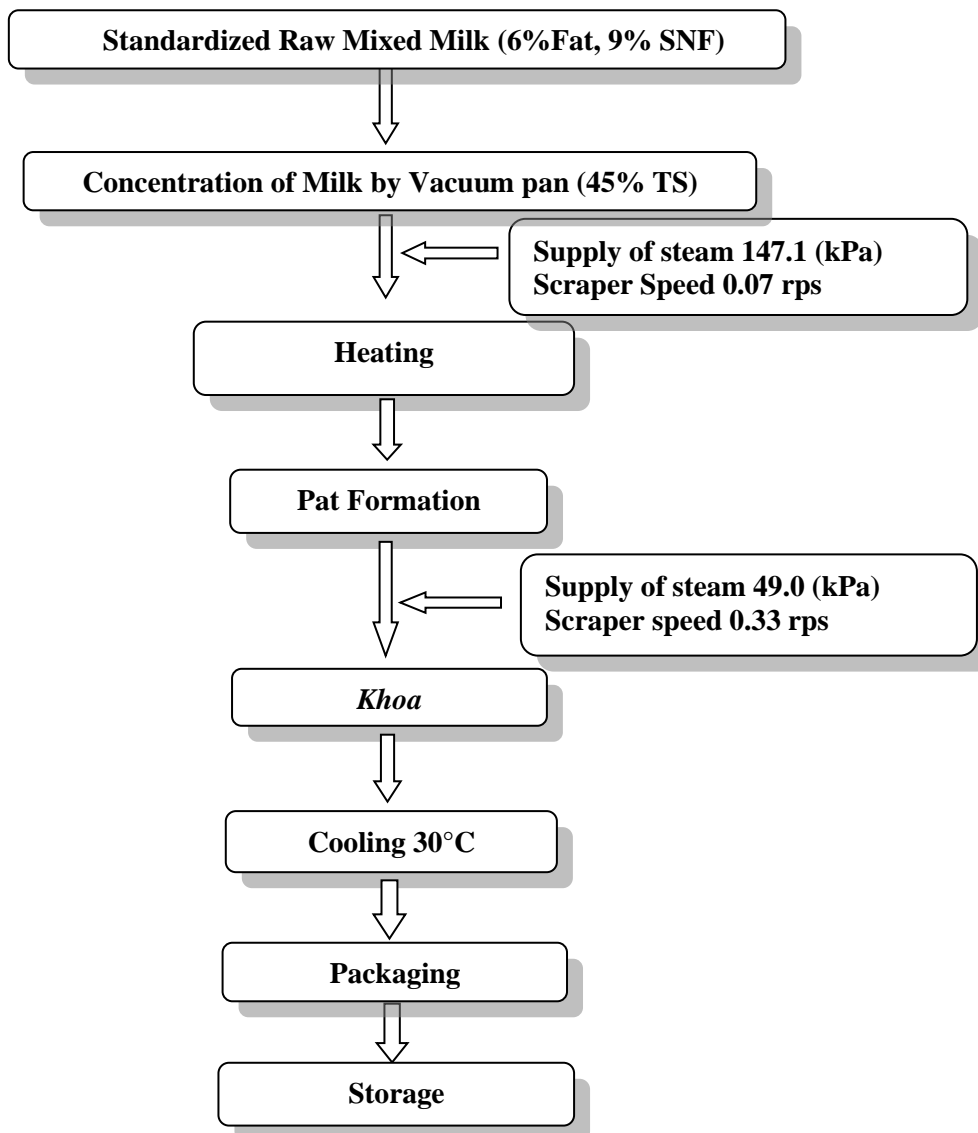 Standardized Raw Mixed Milk (6%Fat, 9% SNF)
Concentration of Milk by Vacuum pan (45% TS)
Supply of steam 147.1 (kPa)
Scraper Speed 0.07 rps
Heating
Pat Formation
Supply of steam 49.0 (kPa)
Scraper speed 0.33 rps
Khoa
Cooling 30°C
Packaging
Storage